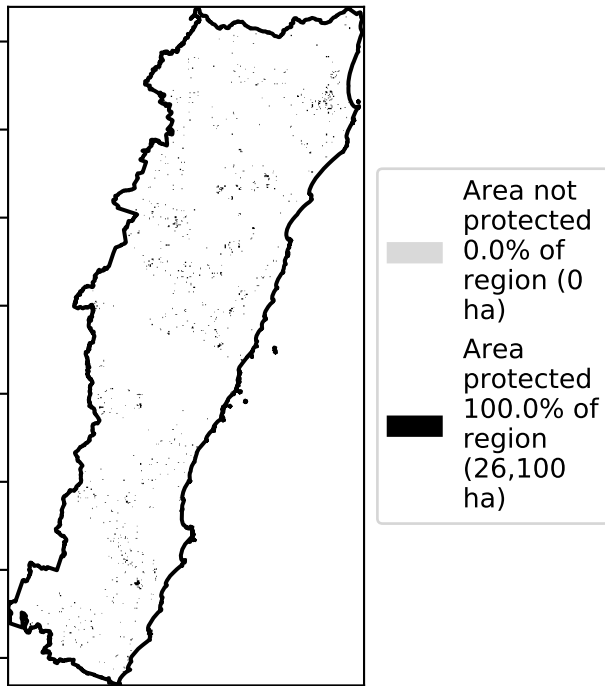 Area not
protected
0.0% of
region (0
ha)
Area
protected
100.0% of
region
(26,100
ha)